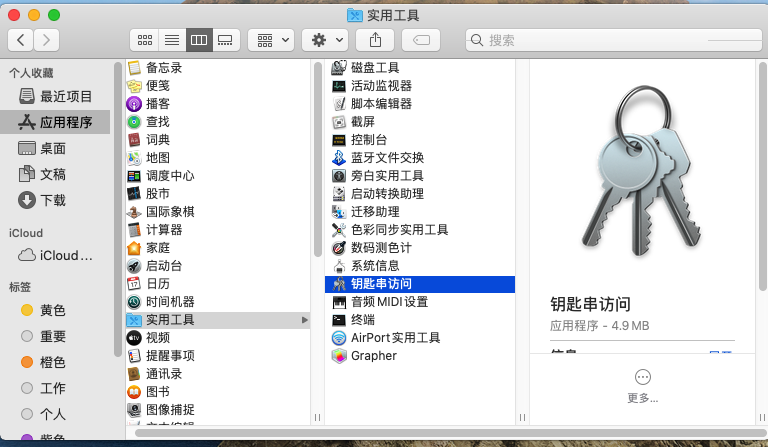 实用工具
搜索
个人收藏
最近项目
应用程序
桌面
文稿
下载
iCloud
iCloud...
标签
黄色
重要
橙色
工作
个人
紫色
备忘录
便笺
播客
查找
词典
地图
调度中心
股市
国际象棋
计算器
家庭
启动台
日历
时间机器
实用工具
视频
提醒事项
通讯录
图书
图像捕捉
文本编辑
磁盘工具
活动监视器
脚本编辑器
截屏
控制台
蓝牙文件交换
旁白实用工具
启动转换助理
迁移助理
色彩同步实用工具
数码测色计
系统信息
钥匙串访问
音频 MIDI 设置
终端
AirPort 实用工具
Grapher
钥匙串访问
应用程序 - 4.9 MB
更多...